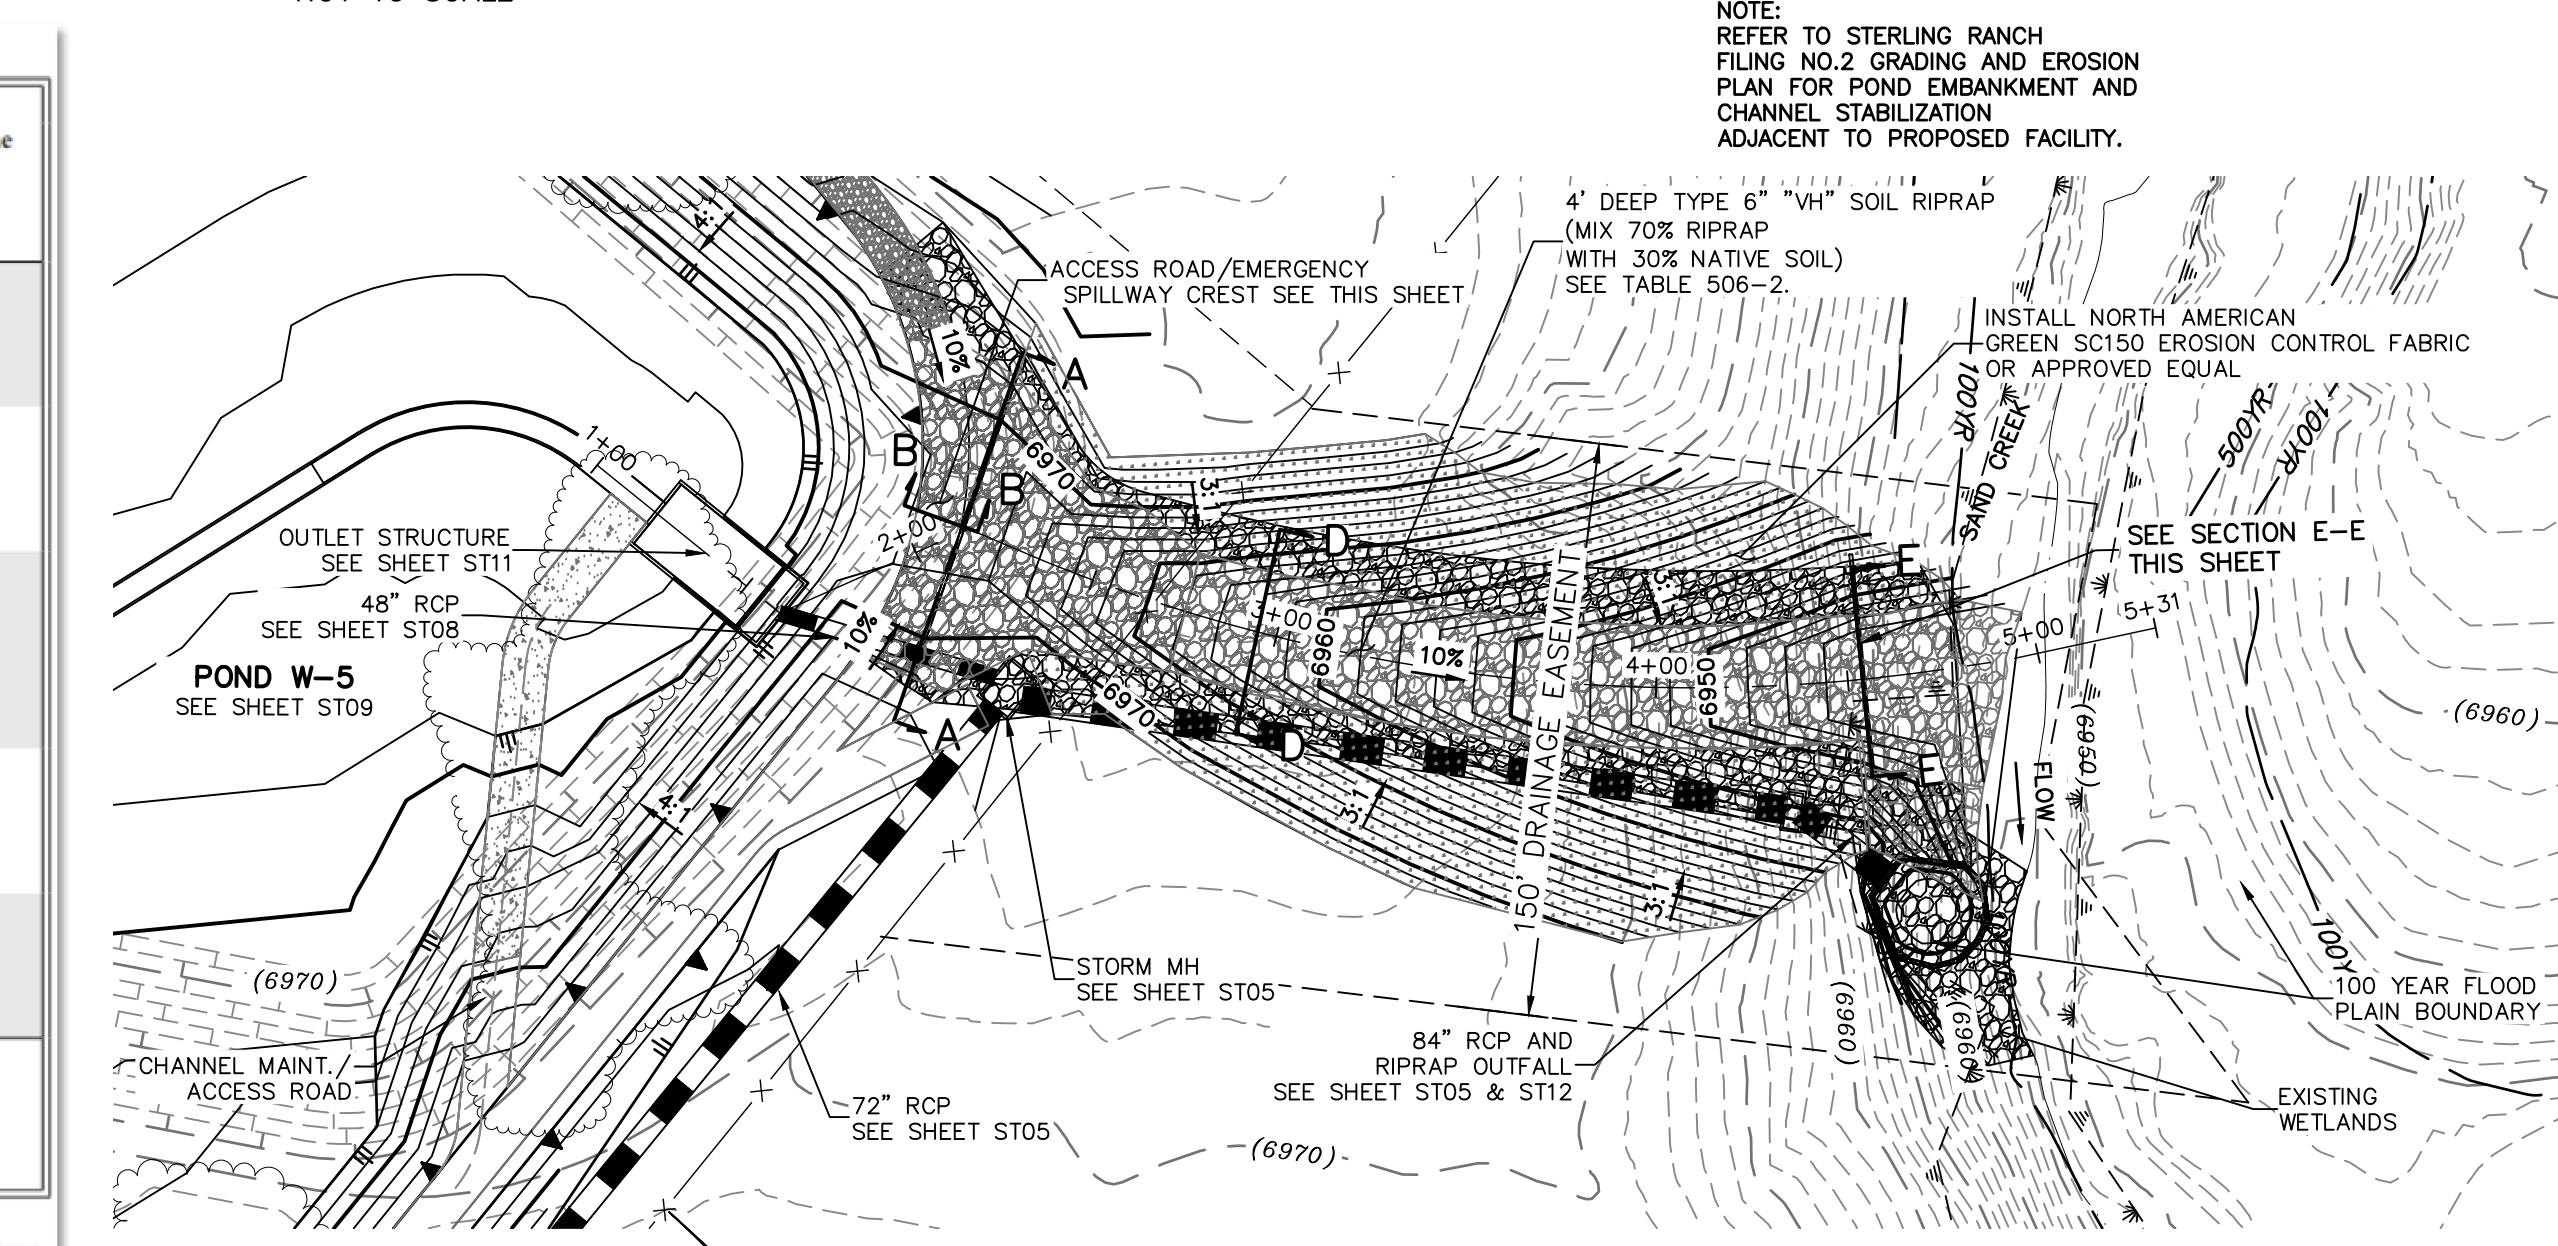 NOTE:
REFER TO STERLING RANCH
FILING NO.2 GRADING AND EROSION
PLAN FOR POND EMBANKMENT AND
CHANNEL STABILIZATION
ADJACENT TO PROPOSED FACILITY.
4' DEEP TYPE 6" "VH" SOIL RIPRAP
(MIX 70% RIPRAP
WITH 30% NATIVE SOIL)
SEE TABLE 506-2.
4:1
ACCESS ROAD/EMERGENCY
SPILLWAY CREST SEE THIS SHEET
INSTALL NORTH AMERICAN
GREEN SC150 EROSION CONTROL FABRIC
OR APPROVED EQUAL
10%
A
100YR
SAND CREEK
500YR
100YR
1+00
B
B
6970
3:1
2+00
D
E
SEE SECTION E-E
THIS SHEET
OUTLET STRUCTURE
SEE SHEET ST11
48" RCP
SEE SHEET ST08
POND W-5
SEE SHEET ST09
10%
3:1
6960
10%
4+00
6950
5+00
5+31
6970
A
D
E
150' DRAINAGE EASEMENT
FLOW
(6950)
(6960)
4:1
3:1
3:1
(6970)
STORM MH
SEE SHEET ST05
84" RCP AND
RIPRAP OUTFALL
SEE SHEET ST05 & ST12
(6960)
(6960)
100 YEAR FLOOD
PLAIN BOUNDARY
CHANNEL MAINT./
ACCESS ROAD
72" RCP
SEE SHEET ST05
EXISTING
WETLANDS
(6970)